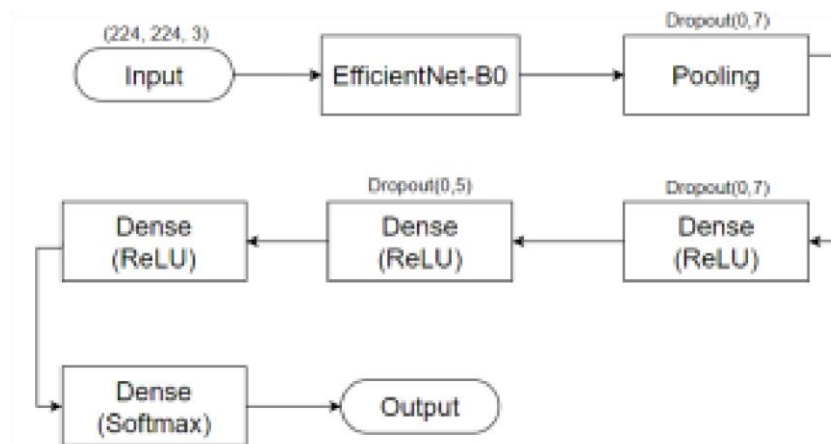 (224, 224, 3)
Input
EfficientNet-B0
Dropout(0,7)
Pooling
Dropout(0,7)
Dense
(ReLU)
Dropout(0,5)
Dense
(ReLU)
Dense
(ReLU)
Dense
(Softmax)
Output